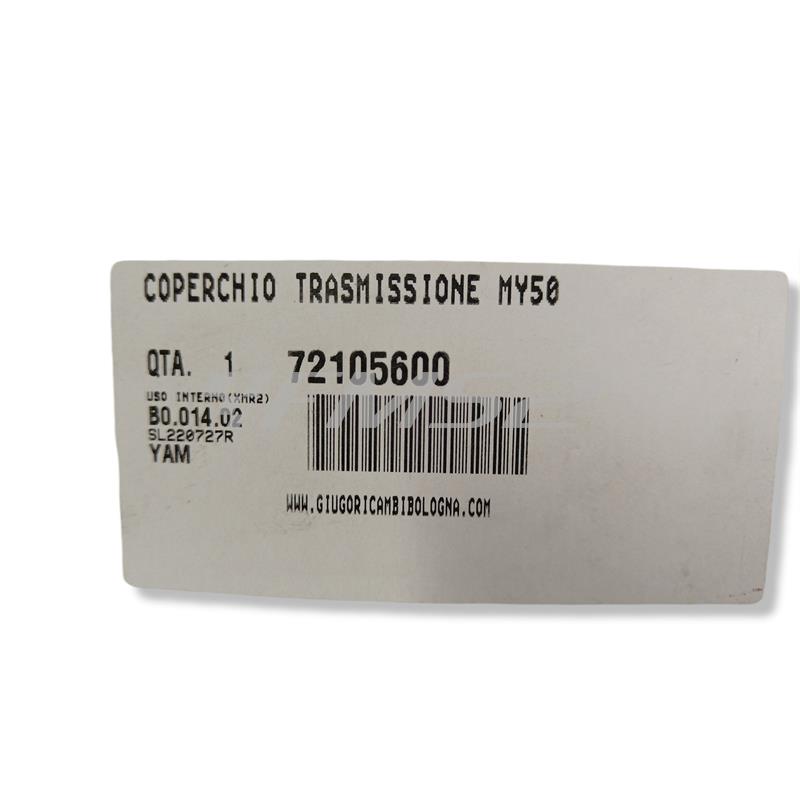 COPERCHIO TRASMISSIONE MY50
QTA. 1 72105600
USO INTERNO(XMR2)
B0.014.02
SL220727R
YAM
WWW.GIUGORICAMBIBOLOGNA.COM